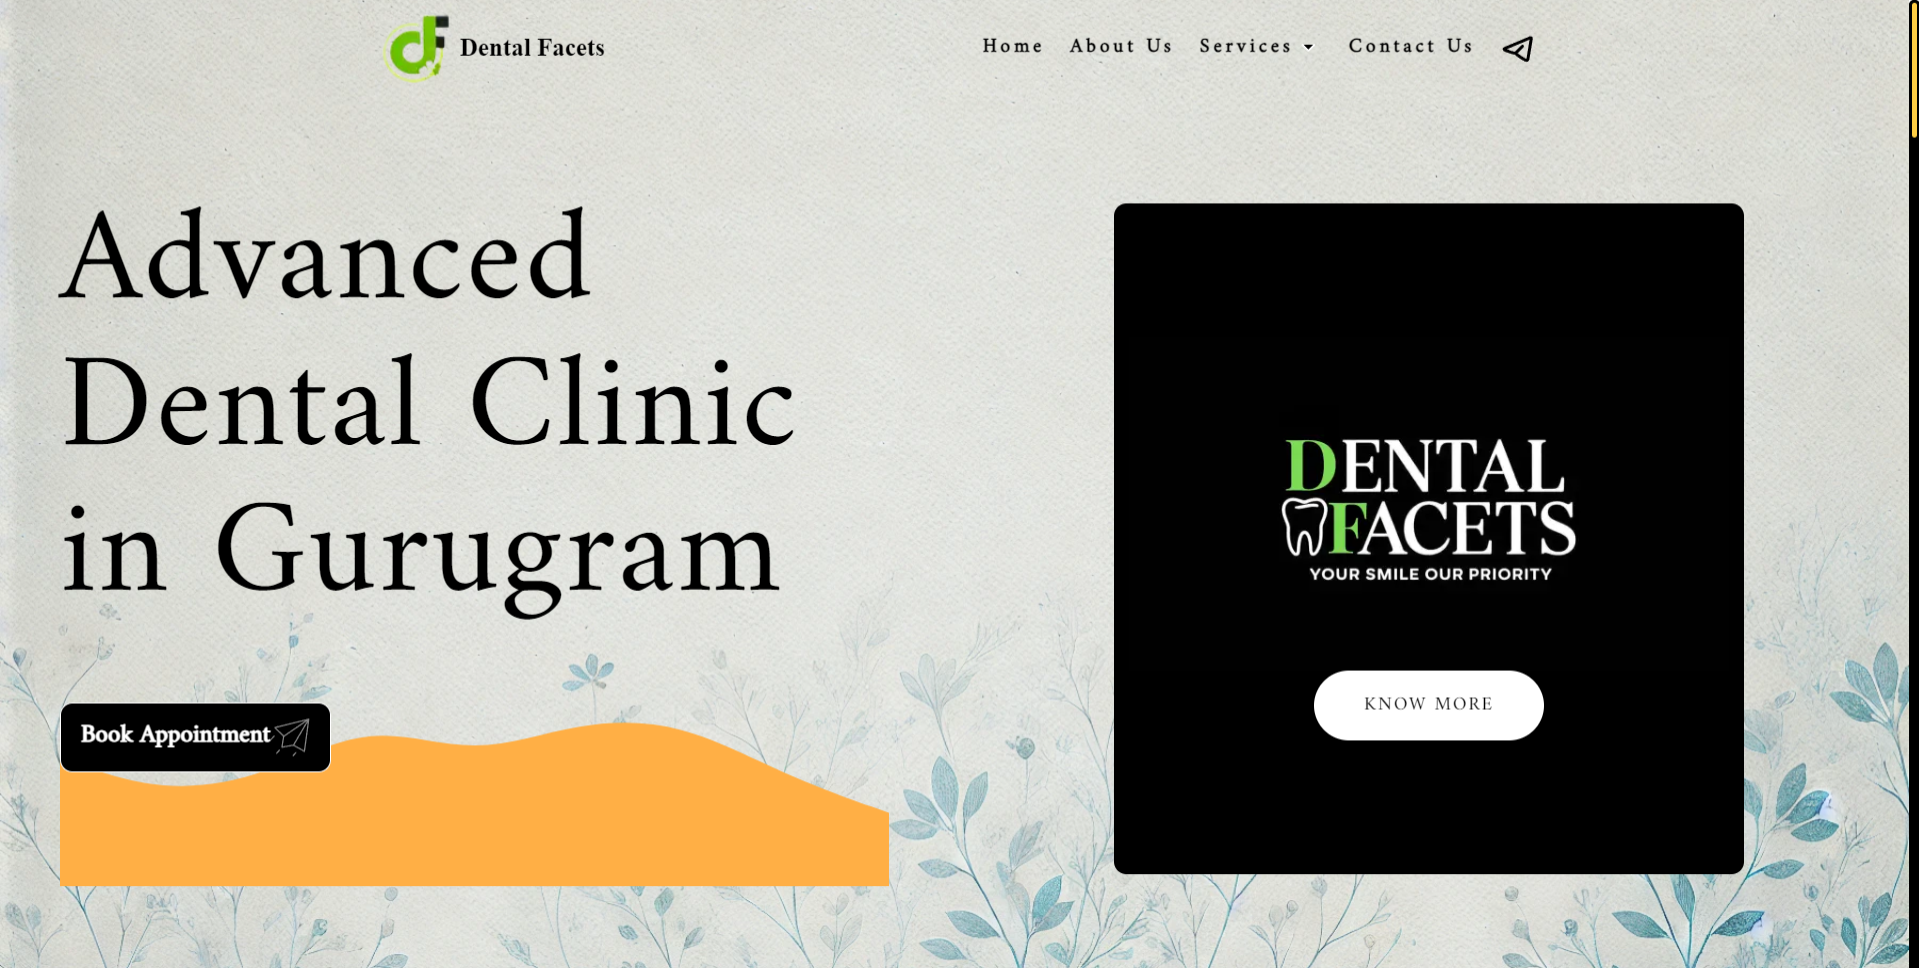 Dental Facets
Home About Us Services Contact Us
Advanced
Dental Clinic
in Gurugram
Book Appointment
DENTAL
FACETS
YOUR SMILE OUR PRIORITY
KNOW MORE